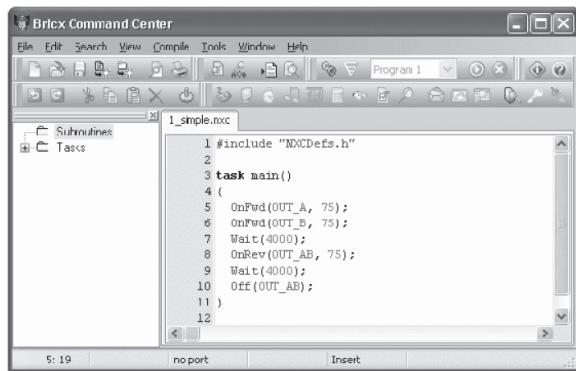 Bricx Command Center
File Edit Search View Compile Tools Window Help
Program 1
Subroutines
Tasks
1_simple.nxc
1 #include "NXCDefs.h"
2
3 task main()
4 {
5 OnFwd(OUT_A, 75);
6 OnFwd(OUT_B, 75);
7 Wait(4000);
8 OnRev(OUT_AB, 75);
9 Wait(4000);
10 Off(OUT_AB);
11 }
12
5: 19 no port Insert